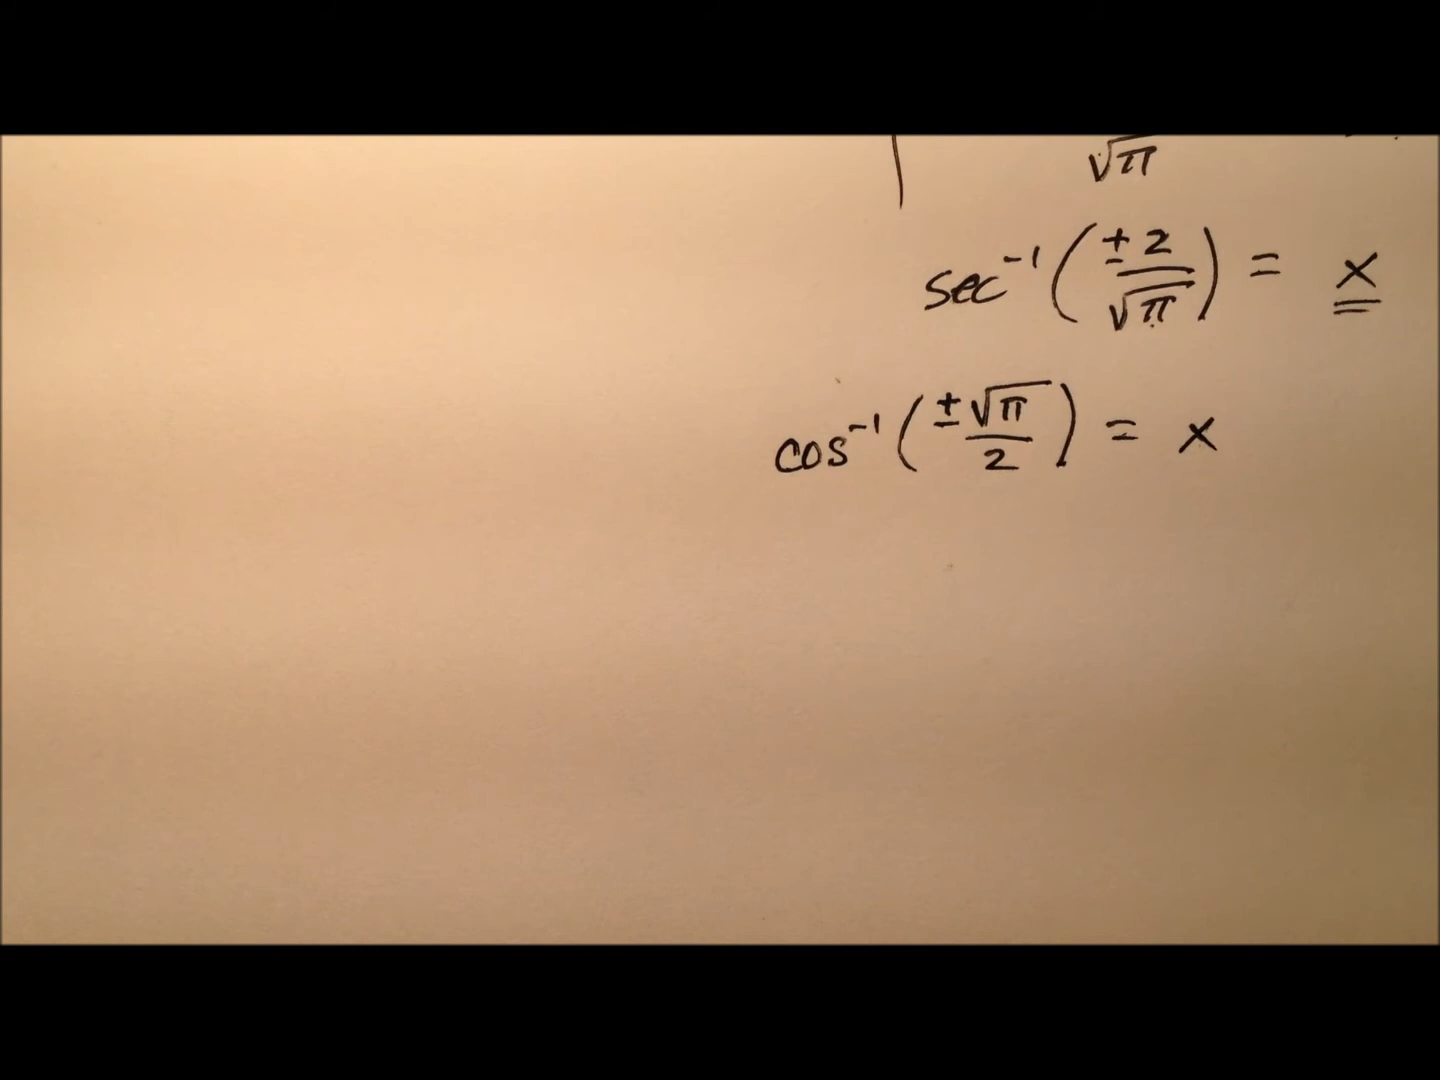 √π
sec⁻¹(±2/√π) = x
cos⁻¹(±√π/2) = x